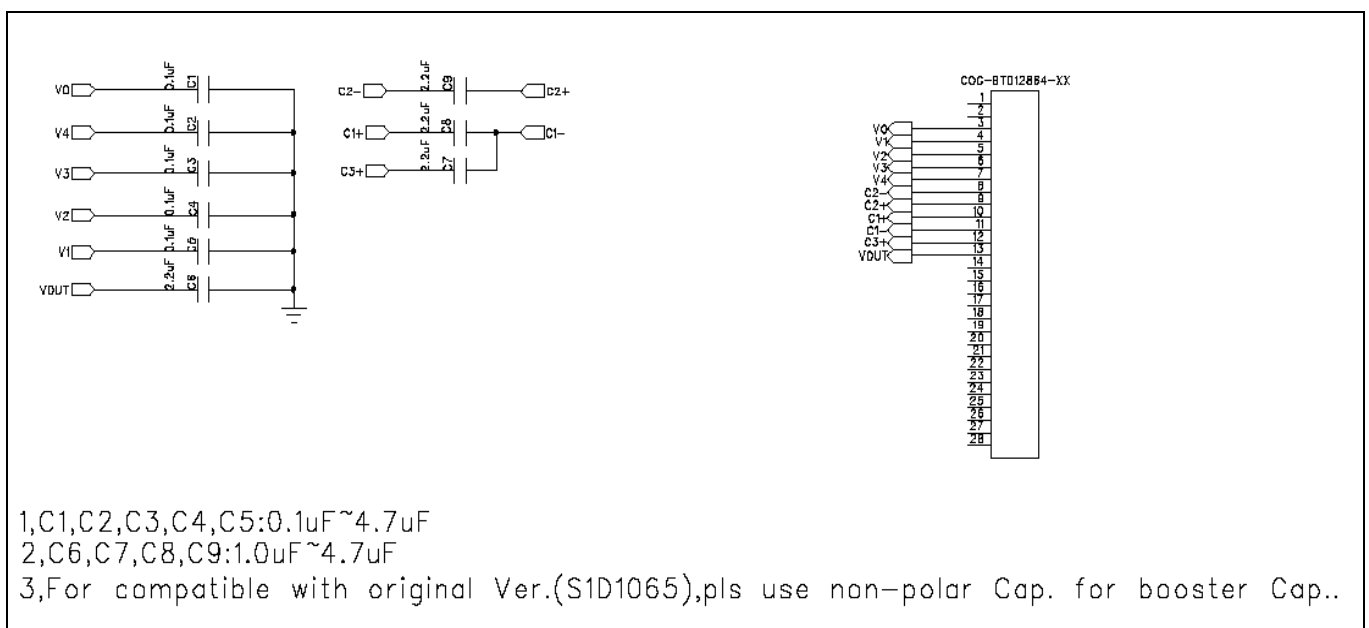 V0 0.1uF C1
V4 0.1uF C2
V3 0.1uF C3
V2 0.1uF C4
V1 0.1uF C5
VOUT 2.2uF C6
C2- 2.2uF C9 C2+
C1+ 2.2uF C8 C1-
C3+ 2.2uF C7
COG-BTD12864-XX
1
2
V0 3
V1 4
V2 5
V3 6
V4 7
C2- 8
C2+ 9
C1+ 10
C1- 11
C3+ 12
VOUT 13
14
15
16
17
18
19
20
21
22
23
24
25
26
27
28
1,C1,C2,C3,C4,C5:0.1uF~4.7uF
2,C6,C7,C8,C9:1.0uF~4.7uF
3,For compatible with original Ver.(S1D1065),pls use non-polar Cap. for booster Cap..